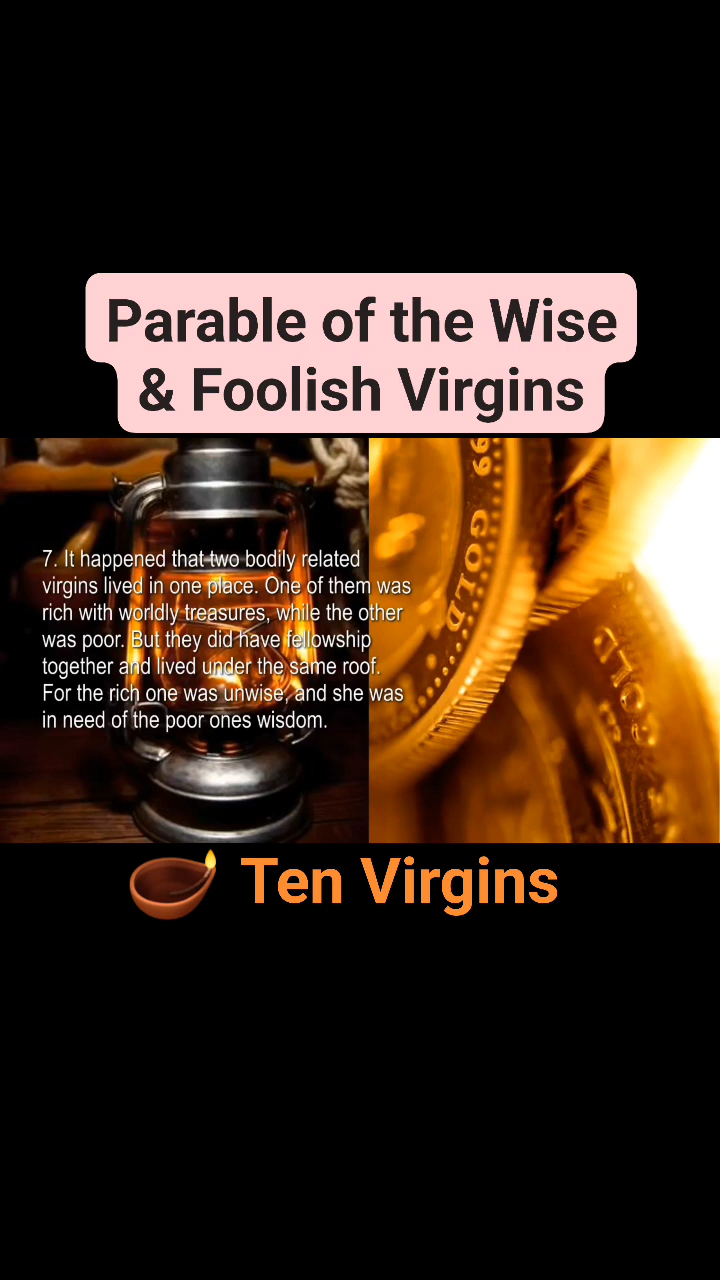 Parable of the Wise
& Foolish Virgins
7. It happened that two bodily related
virgins lived in one place. One of them was
rich with worldly treasures, while the other
was poor. But they did have fellowship
together and lived under the same roof.
For the rich one was unwise, and she was
in need of the poor ones wisdom.
99 GOLD
GOLD
Ten Virgins